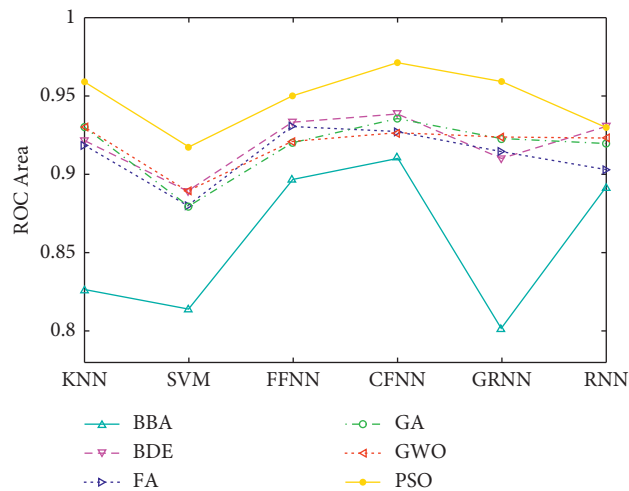 1
0.95
0.9
0.85
0.8
ROC Area
KNN SVM FFNN CFNN GRNN RNN
BBA GA
BDE GWO
FA PSO